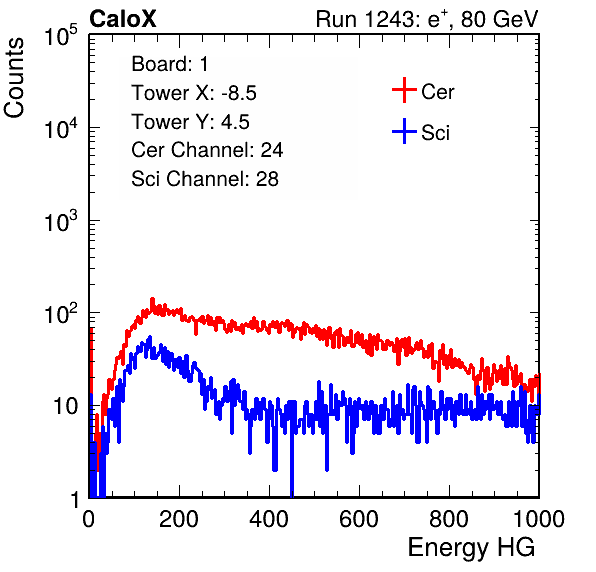 CaloX Run 1243: e⁺, 80 GeV
Board: 1
Tower X: -8.5
Tower Y: 4.5
Cer Channel: 24
Sci Channel: 28
Cer
Sci
Counts
10⁵
10⁴
10³
10²
10
1
0 200 400 600 800 1000
Energy HG